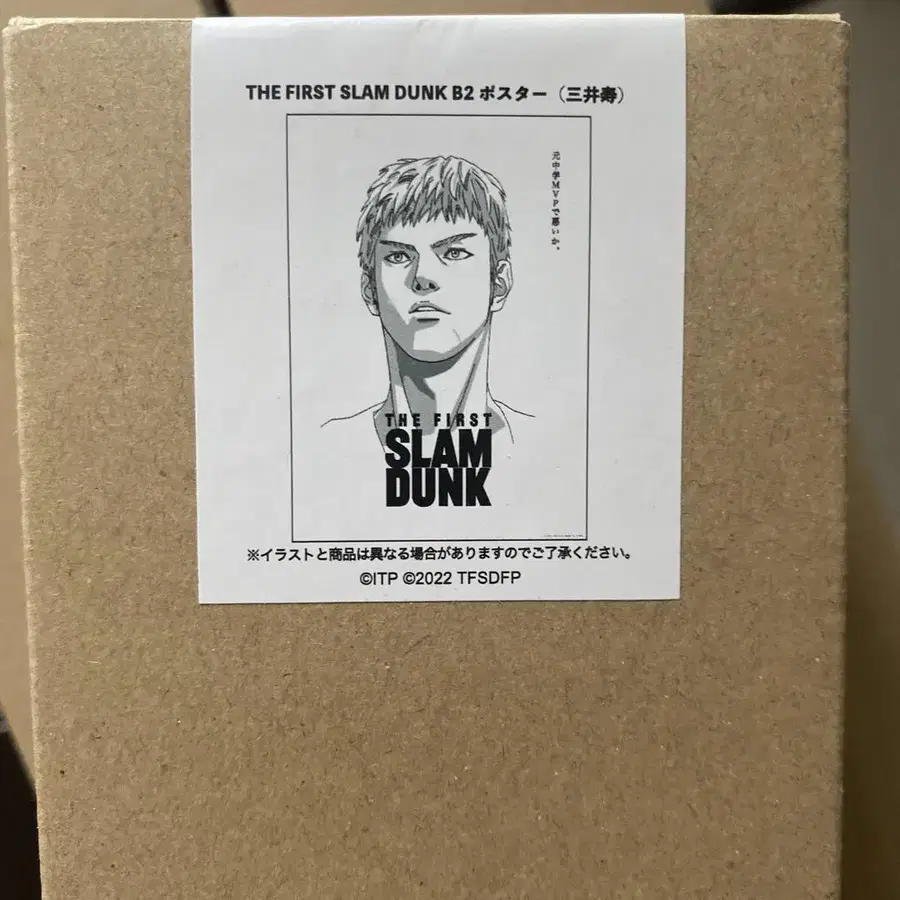 THE FIRST SLAM DUNK B2 ポスター（三井寿）
元中学MVPで悪いか。
THE FIRST
SLAM
DUNK
※イラストと商品は異なる場合がありますのでご了承ください。
©ITP ©2022 TFSDFP